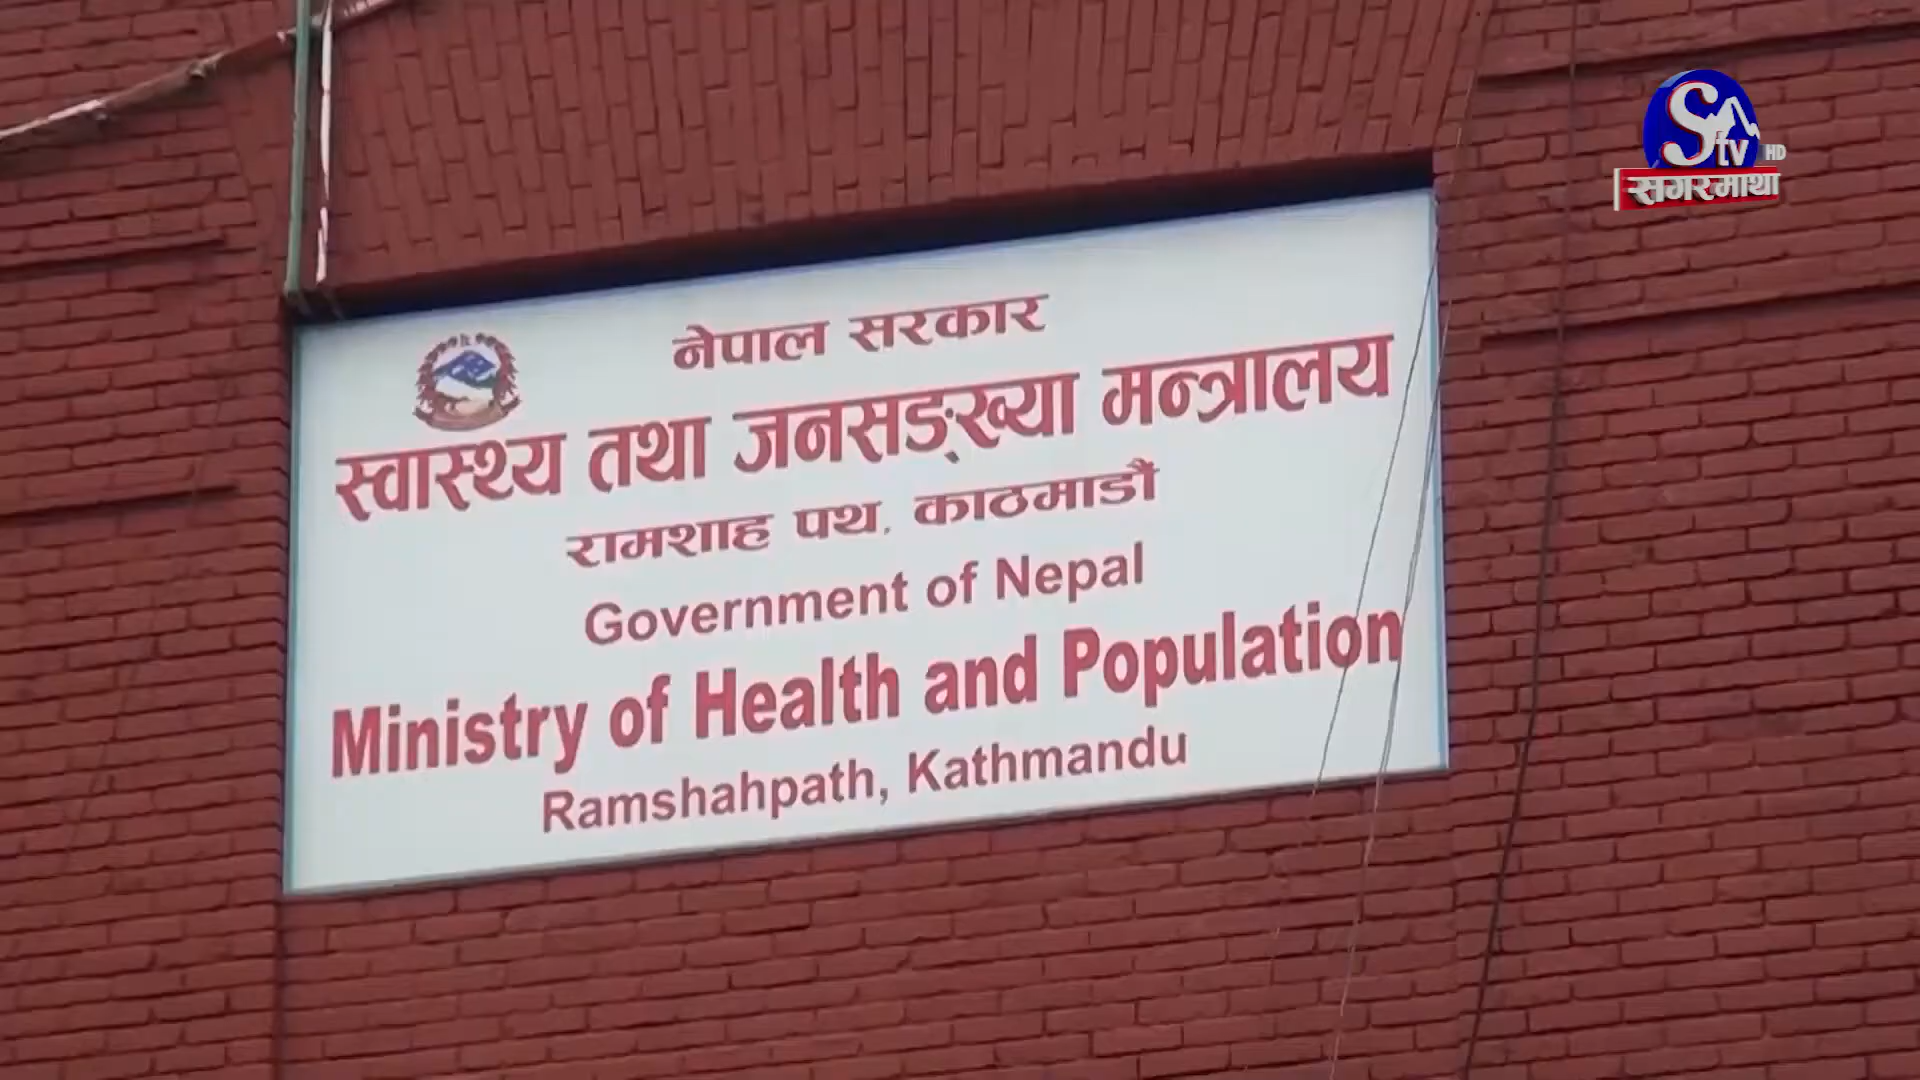 नेपाल सरकार
स्वास्थ्य तथा जनसङ्ख्या मन्त्रालय
रामशाह पथ, काठमाडौं
Government of Nepal
Ministry of Health and Population
Ramshahpath, Kathmandu
S tv HD
सगरमाथा